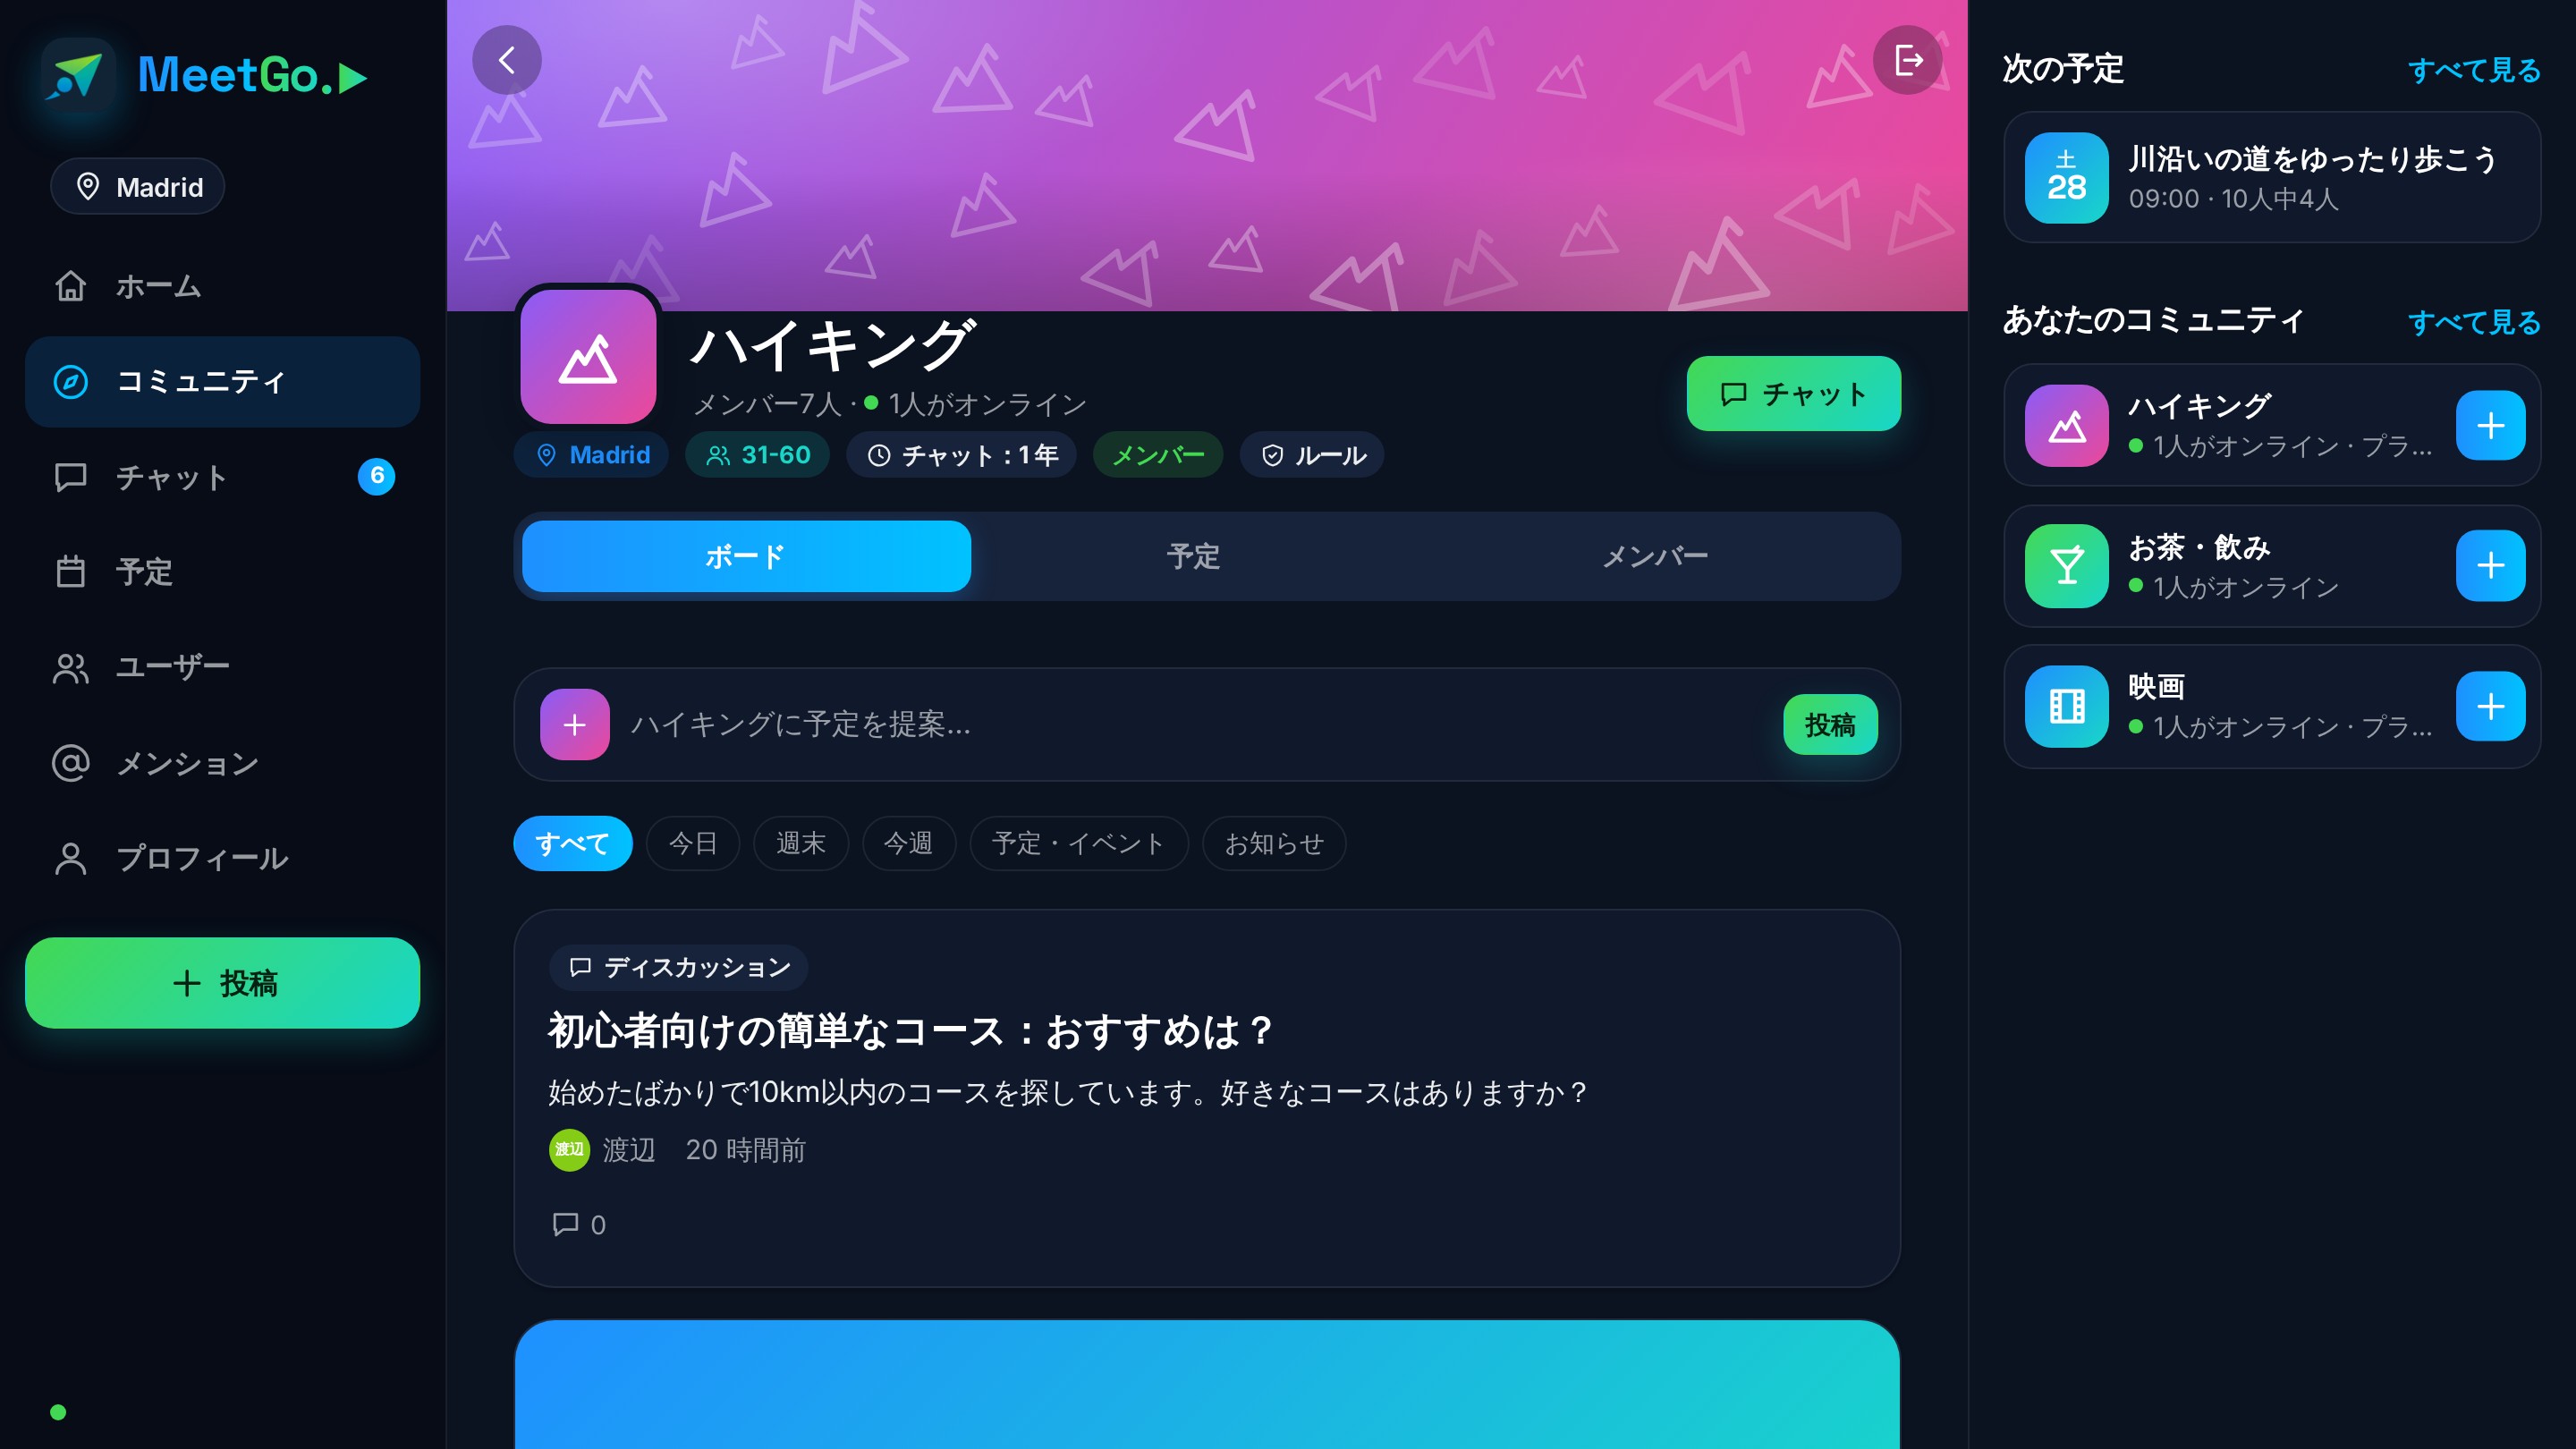 MeetGo.
Madrid
ホーム
コミュニティ
チャット
6
予定
ユーザー
メンション
プロフィール
投稿
ハイキング
メンバー7人 · 1人がオンライン
チャット
Madrid
31-60
チャット：1 年
メンバー
ルール
ボード
予定
メンバー
ハイキングに予定を提案...
投稿
すべて
今日
週末
今週
予定・イベント
お知らせ
ディスカッション
初心者向けの簡単なコース：おすすめは？
始めたばかりで10km以内のコースを探しています。好きなコースはありますか？
渡辺
渡辺
20 時間前
0
次の予定
すべて見る
土
28
川沿いの道をゆったり歩こう
09:00 · 10人中4人
あなたのコミュニティ
すべて見る
ハイキング
1人がオンライン · プラ...
お茶・飲み
1人がオンライン
映画
1人がオンライン · プラ...